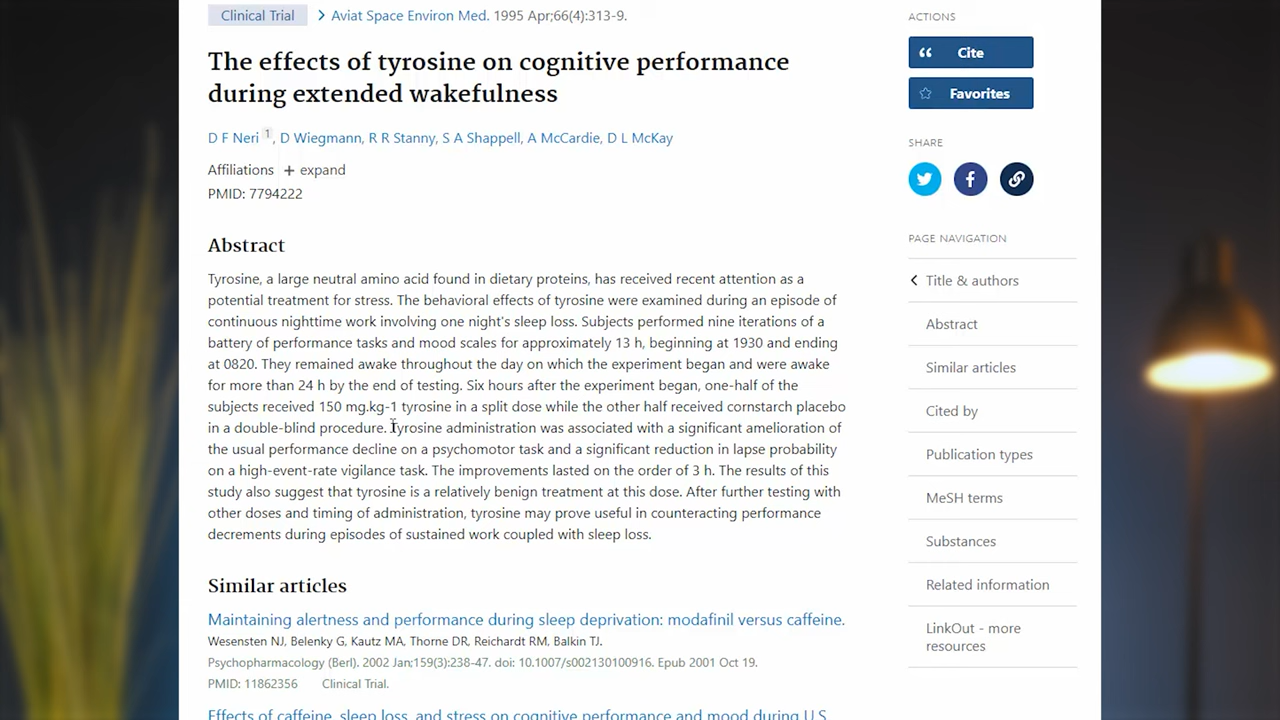 Clinical Trial
> Aviat Space Environ Med. 1995 Apr;66(4):313-9.
The effects of tyrosine on cognitive performance
during extended wakefulness
D F Neri 1, D Wiegmann, R R Stanny, S A Shappell, A McCardie, D L McKay
Affiliations + expand
PMID: 7794222
Abstract
Tyrosine, a large neutral amino acid found in dietary proteins, has received recent attention as a
potential treatment for stress. The behavioral effects of tyrosine were examined during an episode of
continuous nighttime work involving one night's sleep loss. Subjects performed nine iterations of a
battery of performance tasks and mood scales for approximately 13 h, beginning at 1930 and ending
at 0820. They remained awake throughout the day on which the experiment began and were awake
for more than 24 h by the end of testing. Six hours after the experiment began, one-half of the
subjects received 150 mg.kg-1 tyrosine in a split dose while the other half received cornstarch placebo
in a double-blind procedure. Tyrosine administration was associated with a significant amelioration of
the usual performance decline on a psychomotor task and a significant reduction in lapse probability
on a high-event-rate vigilance task. The improvements lasted on the order of 3 h. The results of this
study also suggest that tyrosine is a relatively benign treatment at this dose. After further testing with
other doses and timing of administration, tyrosine may prove useful in counteracting performance
decrements during episodes of sustained work coupled with sleep loss.
Similar articles
Maintaining alertness and performance during sleep deprivation: modafinil versus caffeine.
Wesensten NJ, Belenky G, Kautz MA, Thorne DR, Reichardt RM, Balkin TJ.
Psychopharmacology (Berl). 2002 Jan;159(3):238-47. doi: 10.1007/s002130100916. Epub 2001 Oct 19.
PMID: 11862356 Clinical Trial.
Effects of caffeine, sleep loss, and stress on cognitive performance and mood during U.S.
ACTIONS
Cite
Favorites
SHARE
PAGE NAVIGATION
Title & authors
Abstract
Similar articles
Cited by
Publication types
MeSH terms
Substances
Related information
LinkOut - more
resources